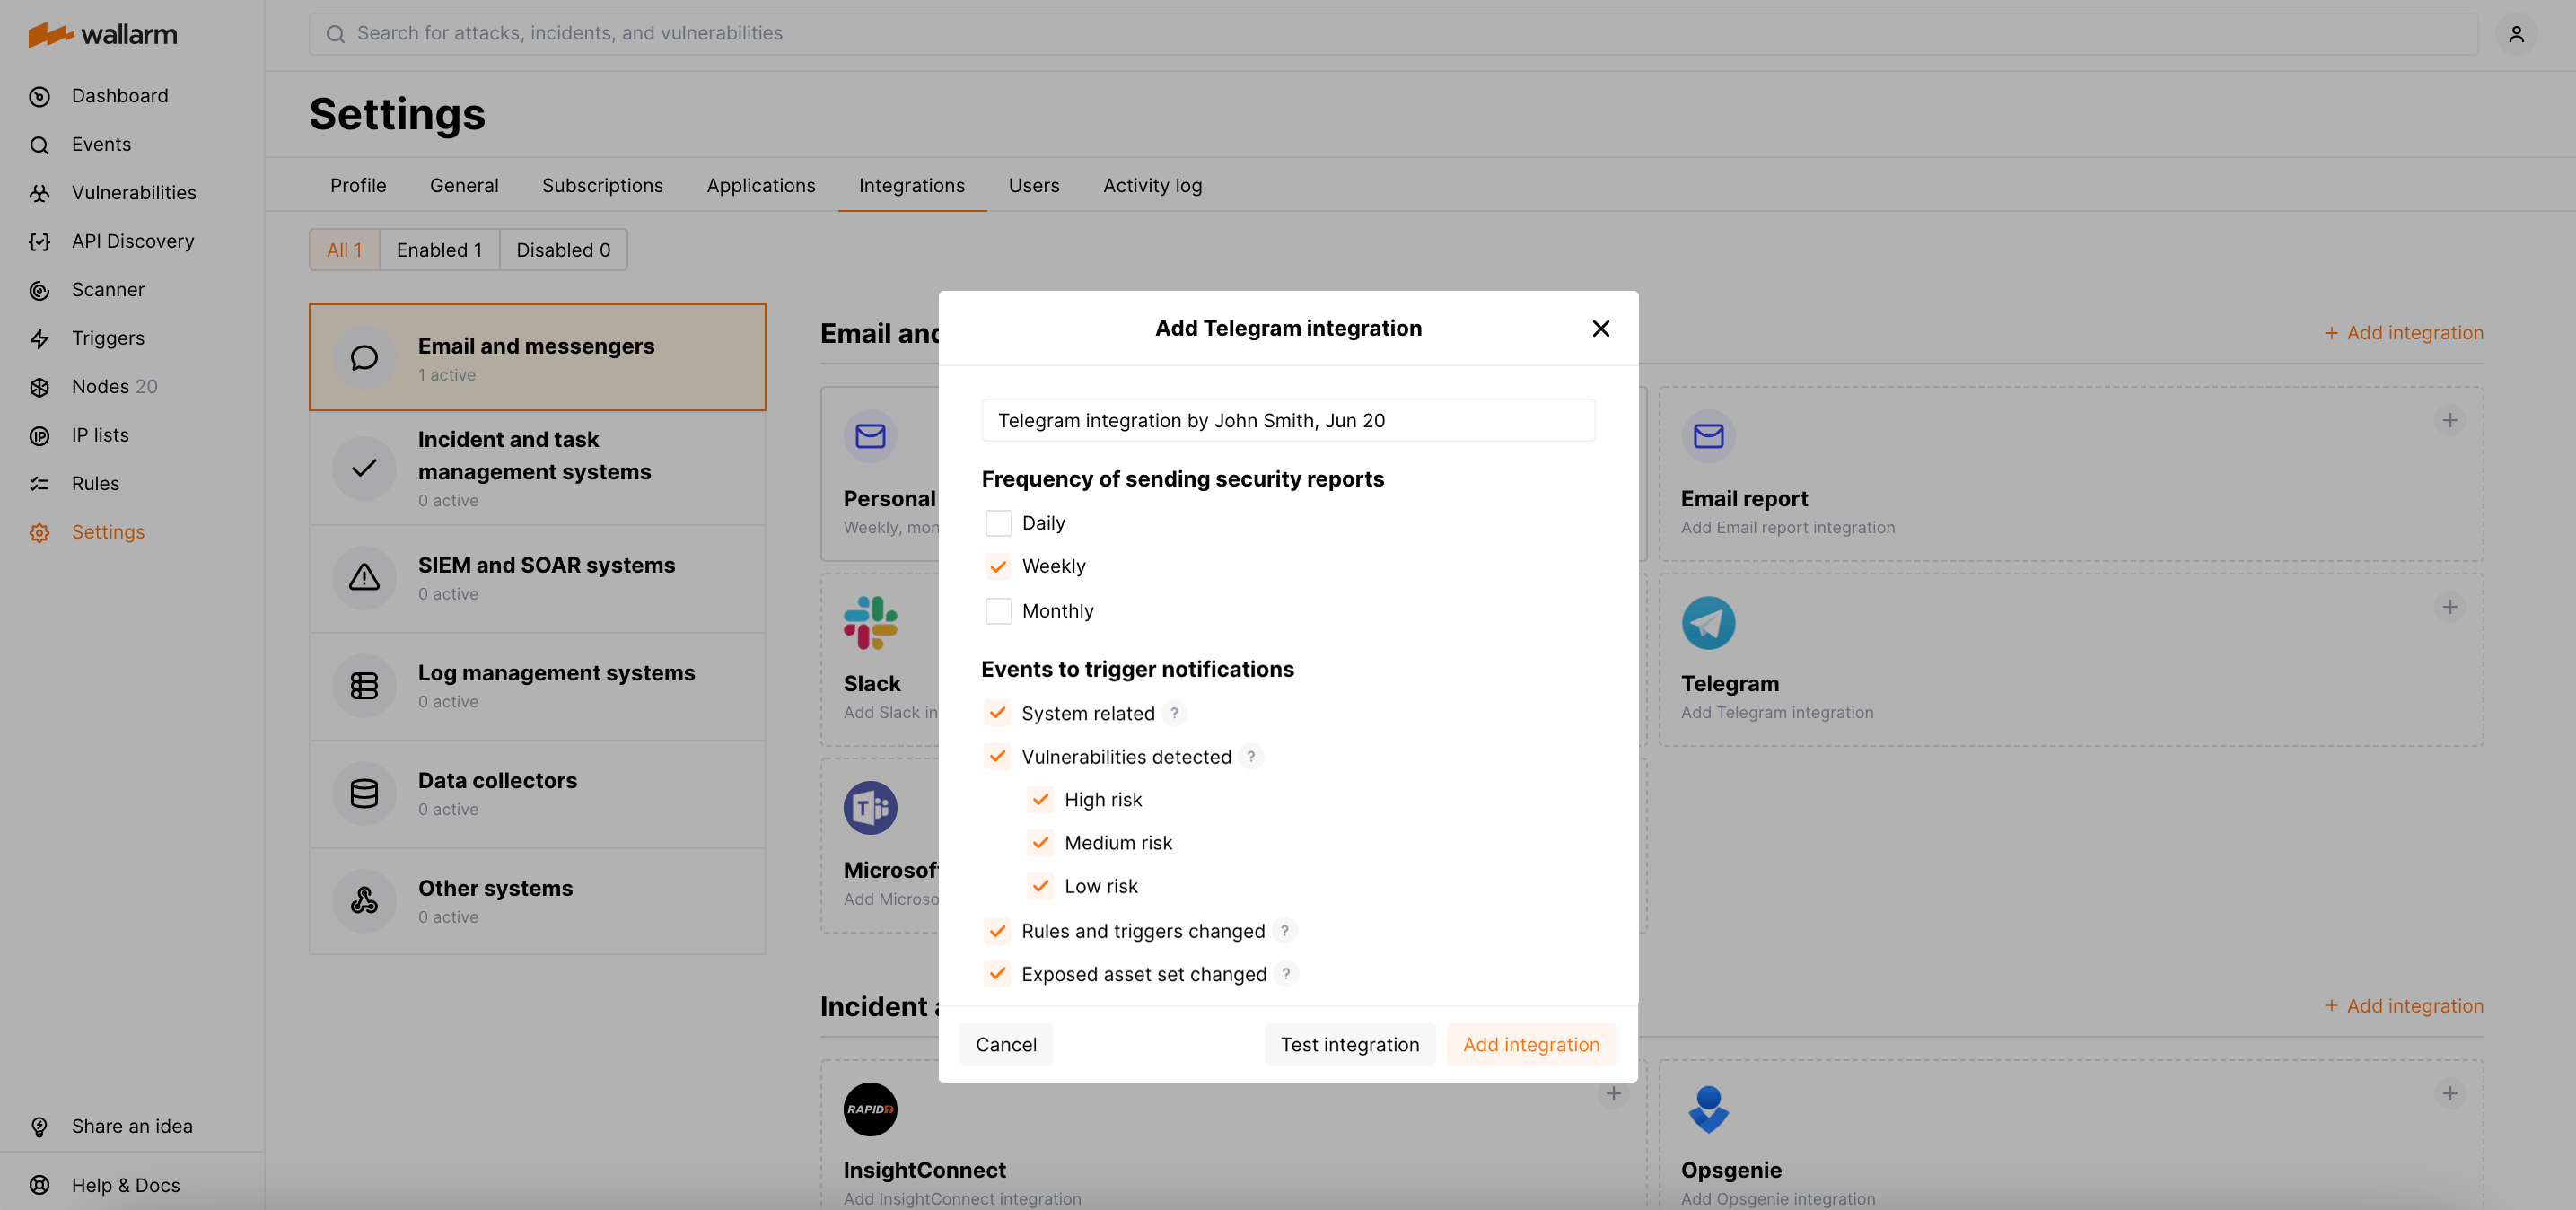 wallarm
Search for attacks, incidents, and vulnerabilities
Dashboard
Events
Vulnerabilities
API Discovery
Scanner
Triggers
Nodes 20
IP lists
Rules
Settings
Share an idea
Help & Docs
Settings
Profile
General
Subscriptions
Applications
Integrations
Users
Activity log
All 1
Enabled 1
Disabled 0
Email and messengers
1 active
Incident and task
management systems
0 active
SIEM and SOAR systems
0 active
Log management systems
0 active
Data collectors
0 active
Other systems
0 active
Email and
+ Add integration
Personal
Weekly, mon
Email report
Add Email report integration
Slack
Add Slack in
Telegram
Add Telegram integration
Microsof
Add Microso
Incident
+ Add integration
RAPID7
InsightConnect
Add InsightConnect integration
Opsgenie
Add Opsgenie integration
Add Telegram integration
Telegram integration by John Smith, Jun 20
Frequency of sending security reports
Daily
Weekly
Monthly
Events to trigger notifications
System related ?
Vulnerabilities detected ?
High risk
Medium risk
Low risk
Rules and triggers changed ?
Exposed asset set changed ?
Cancel
Test integration
Add integration